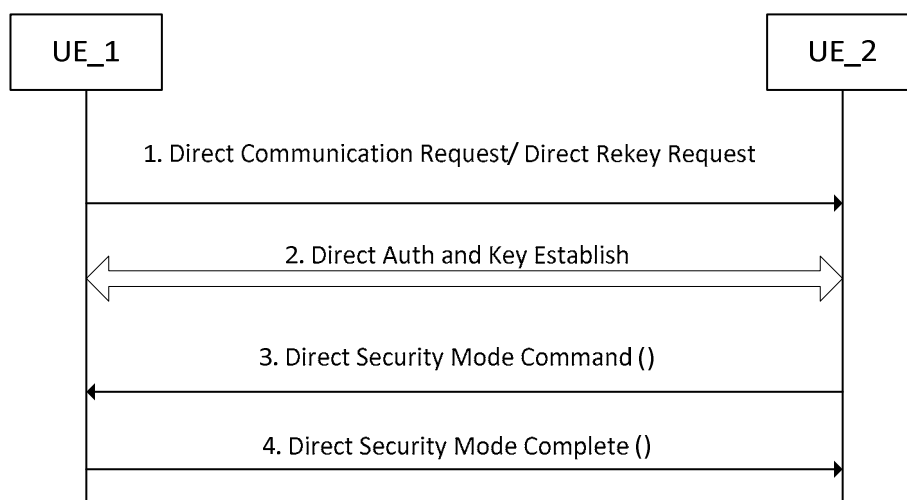 UE_1
UE_2
1. Direct Communication Request/ Direct Rekey Request
2. Direct Auth and Key Establish
3. Direct Security Mode Command ()
4. Direct Security Mode Complete ()